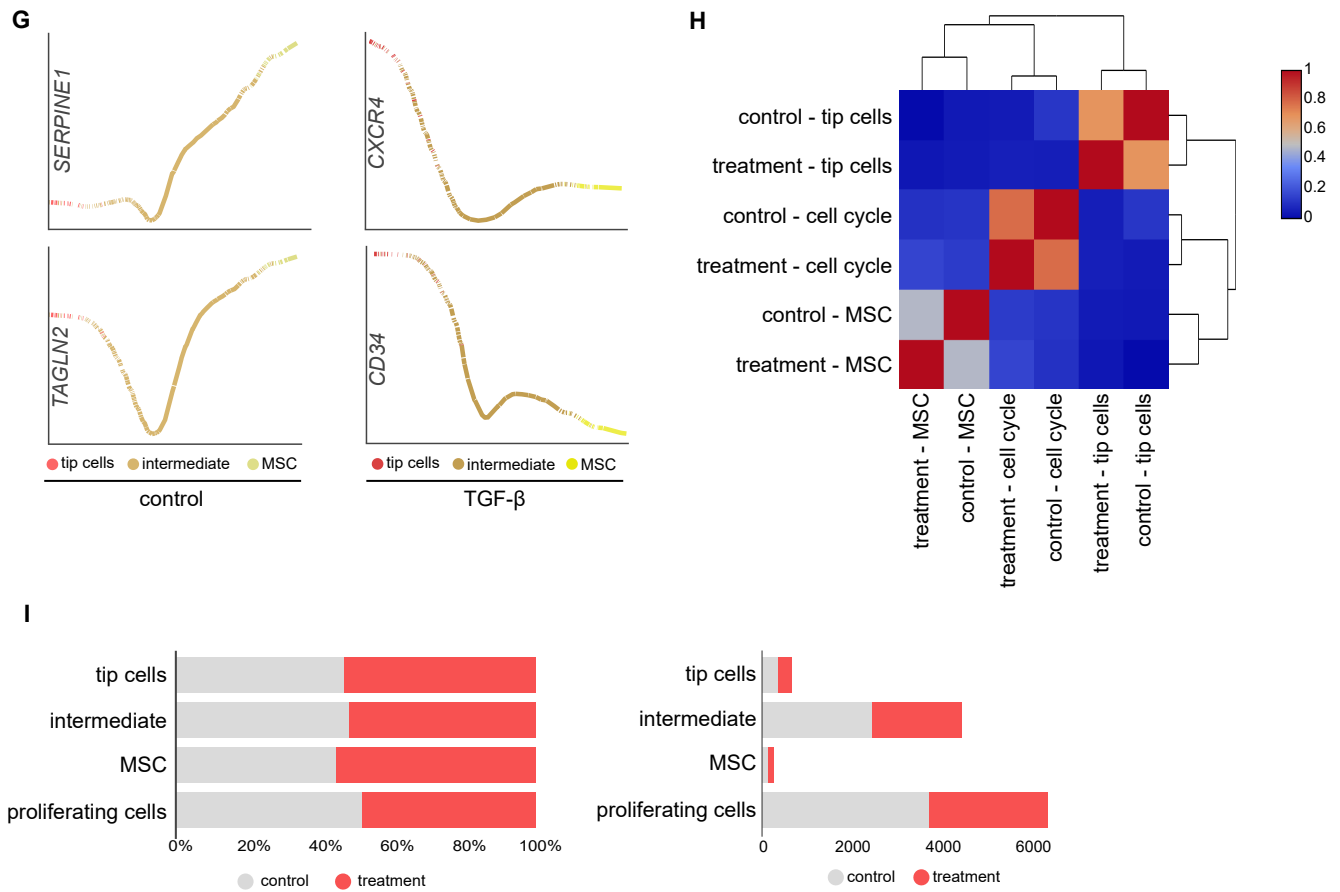 G
SERPINE1
CXCR4
TAGLN2
CD34
tip cells intermediate MSC
control
tip cells intermediate MSC
TGF-β
H
control - tip cells
treatment - tip cells
control - cell cycle
treatment - cell cycle
control - MSC
treatment - MSC
treatment - MSC
control - MSC
treatment - cell cycle
control - cell cycle
treatment - tip cells
control - tip cells
1
0.8
0.6
0.4
0.2
0
I
tip cells
intermediate
MSC
proliferating cells
0% 20% 40% 60% 80% 100%
control treatment
tip cells
intermediate
MSC
proliferating cells
0 2000 4000 6000
control treatment